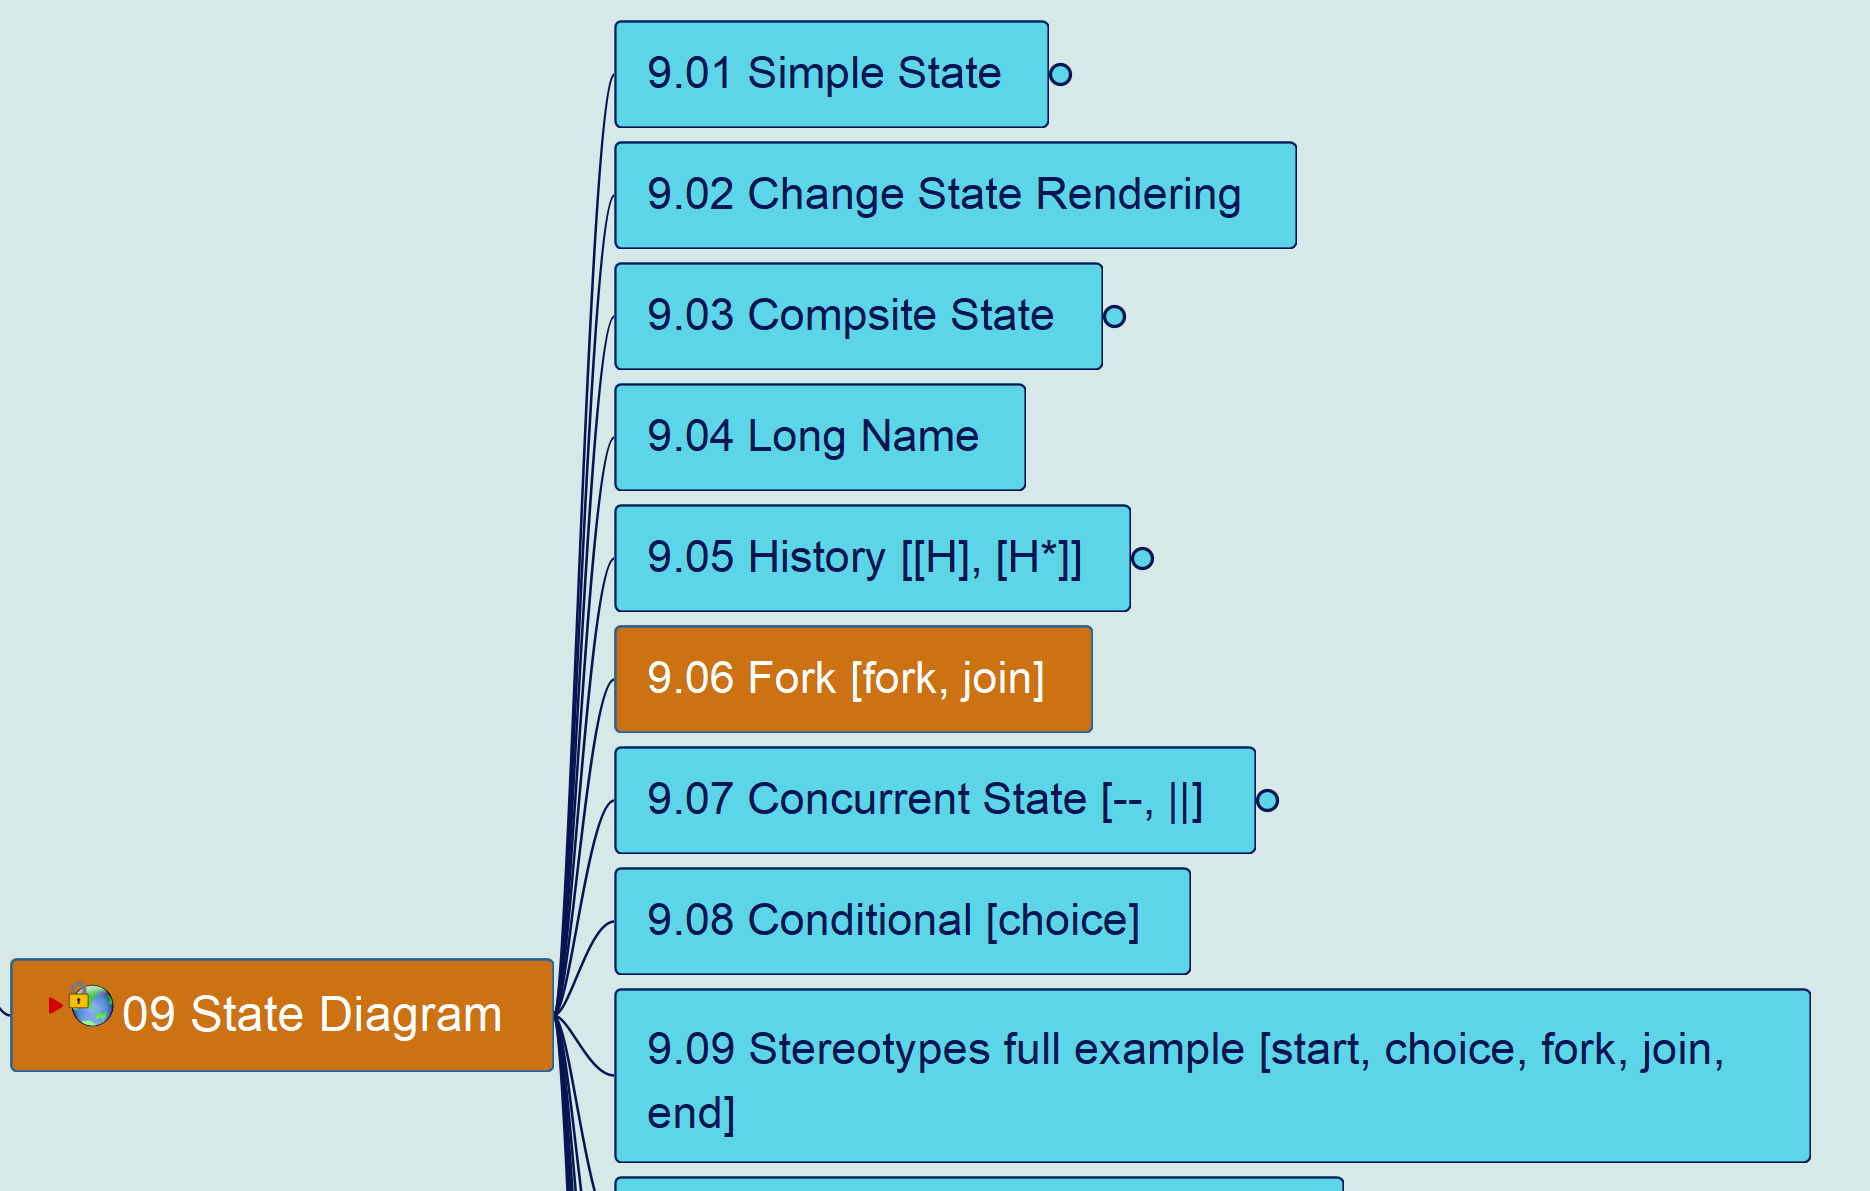 9.01 Simple State
9.02 Change State Rendering
9.03 Compsite State
9.04 Long Name
9.05 History [[H], [H*]]
9.06 Fork [fork, join]
9.07 Concurrent State [--, ||]
9.08 Conditional [choice]
09 State Diagram
9.09 Stereotypes full example [start, choice, fork, join,
end]